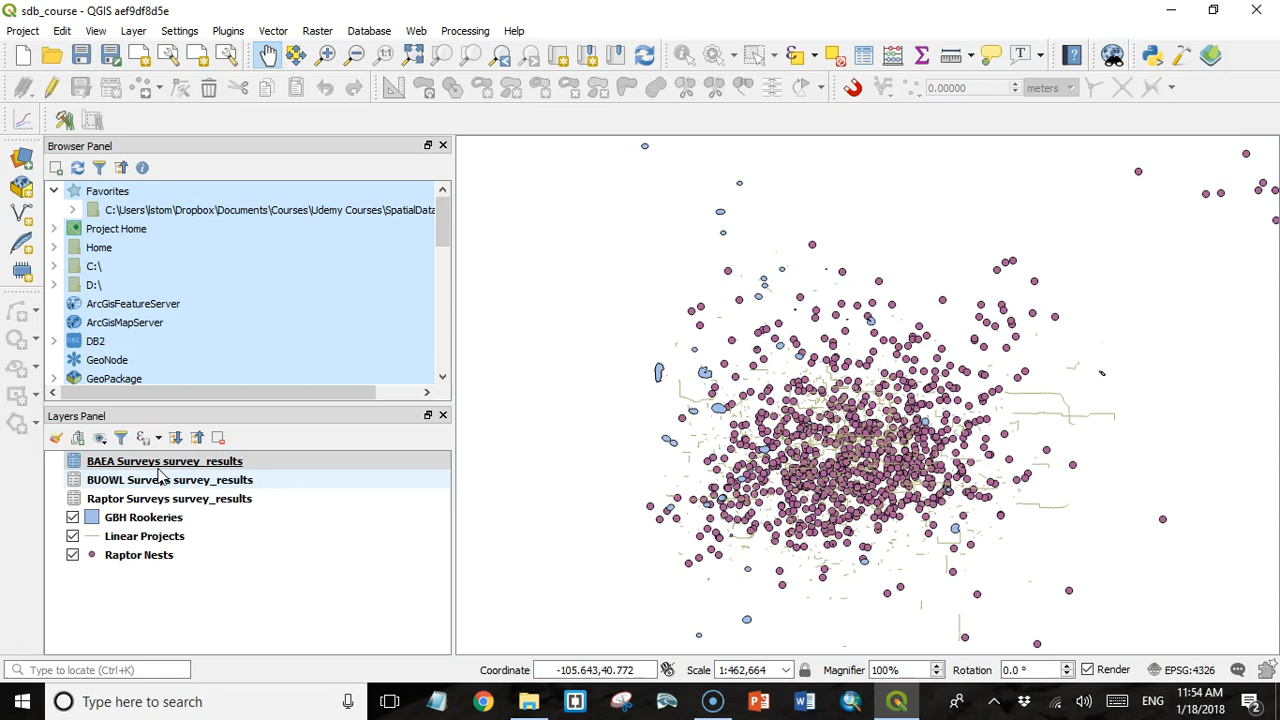 sdb_course - QGIS aef9df8d5e
Project Edit View Layer Settings Plugins Vector Raster Database Web Processing Help
0.00000 meters
Browser Panel
Favorites
C:\Users\lstom\Dropbox\Documents\Courses\Udemy Courses\SpatialData
Project Home
Home
C:\
D:\
ArcGisFeatureServer
ArcGisMapServer
DB2
GeoNode
GeoPackage
Layers Panel
BAEA Surveys survey_results
BUOWL Surveys survey_results
Raptor Surveys survey_results
GBH Rookeries
Linear Projects
Raptor Nests
Type to locate (Ctrl+K) Coordinate -105.643,40.772 Scale 1:462,664 Magnifier 100% Rotation 0.0 ° Render EPSG:4326
Type here to search ENG 11:54 AM
1/18/2018 2